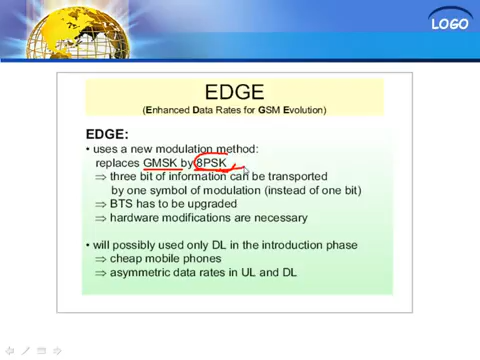 LOGO
EDGE
(Enhanced Data Rates for GSM Evolution)
EDGE:
• uses a new modulation method:
replaces GMSK by 8PSK
⇒ three bit of information can be transported
by one symbol of modulation (instead of one bit)
⇒ BTS has to be upgraded
⇒ hardware modifications are necessary
• will possibly used only DL in the introduction phase
⇒ cheap mobile phones
⇒ asymmetric data rates in UL and DL